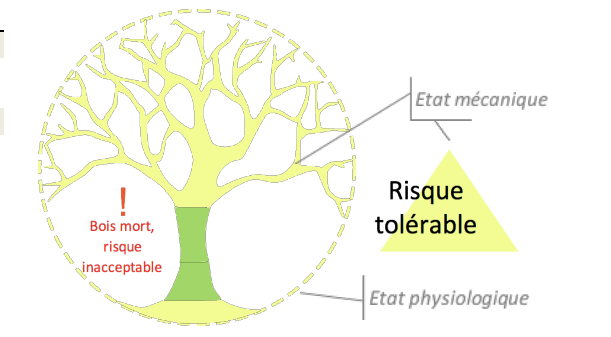 Etat mécanique
Risque
tolérable
!
Bois mort,
risque
inacceptable
Etat physiologique